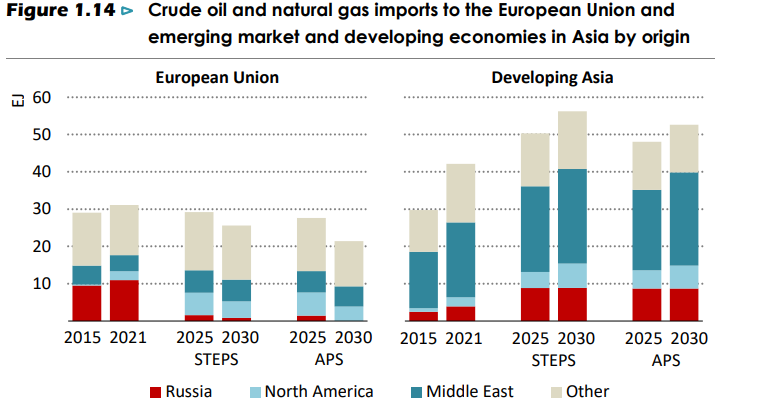 Figure 1.14 ▻ Crude oil and natural gas imports to the European Union and
emerging market and developing economies in Asia by origin
European Union
Developing Asia
EJ
60
50
40
30
20
10
2015 2021 2025 2030 2025 2030
STEPS APS
2015 2021 2025 2030 2025 2030
STEPS APS
Russia North America Middle East Other